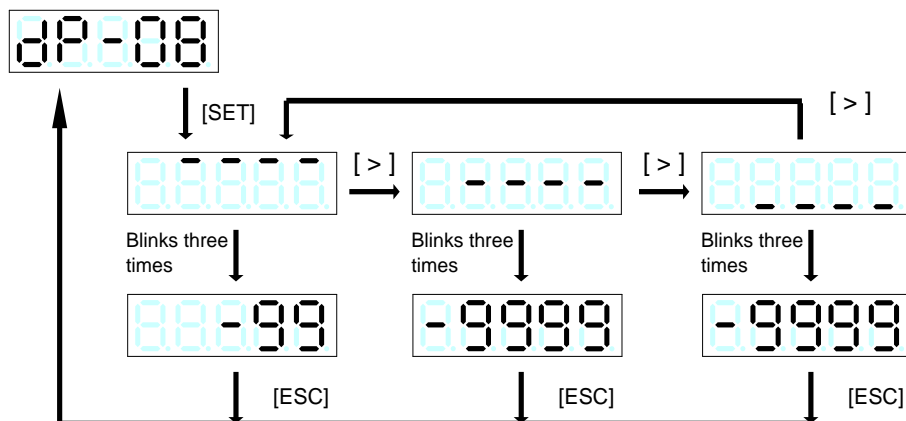 dP-08
[SET]
[ > ]
- - - -
[ > ]
- - - -
[ > ]
- - - -
Blinks three
times
Blinks three
times
Blinks three
times
-99
-9999
-9999
[ESC]
[ESC]
[ESC]